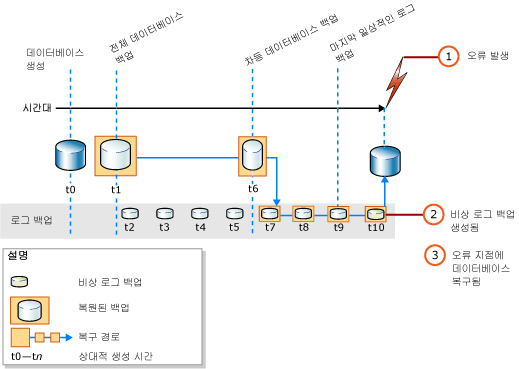 데이터베이스
생성
전체 데이터베이스
백업
차등 데이터베이스 백업
마지막 일상적인 로그
백업
1 오류 발생
시간대
t0
t1
t6
로그 백업
t2
t3
t4
t5
t7
t8
t9
t10
2 비상 로그 백업
생성됨
3 오류 지점에
데이터베이스
복구됨
설명
비상 로그 백업
복원된 백업
복구 경로
t0—tn 상대적 생성 시간